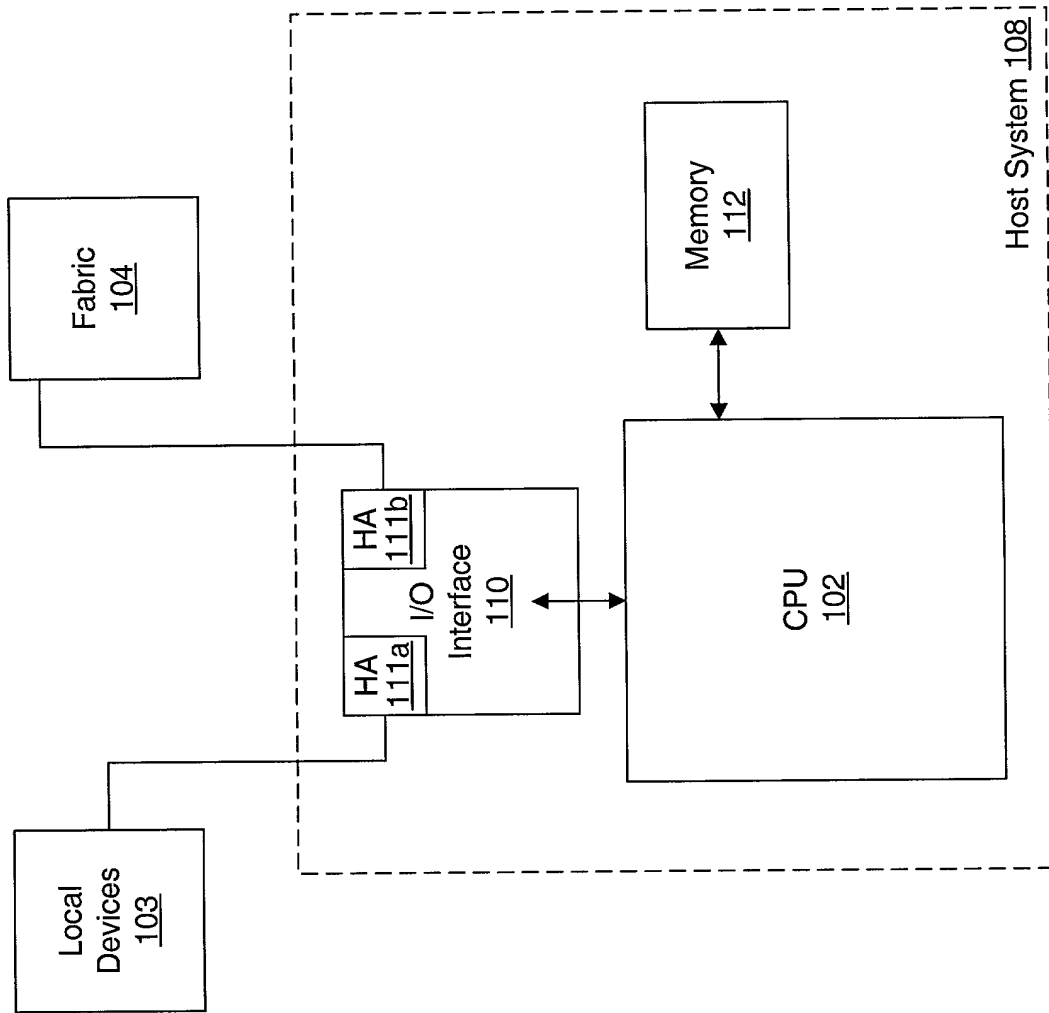 Local
Devices
103
Fabric
104
HA
111a
HA
111b
I/O
Interface
110
CPU
102
Memory
112
Host System 108